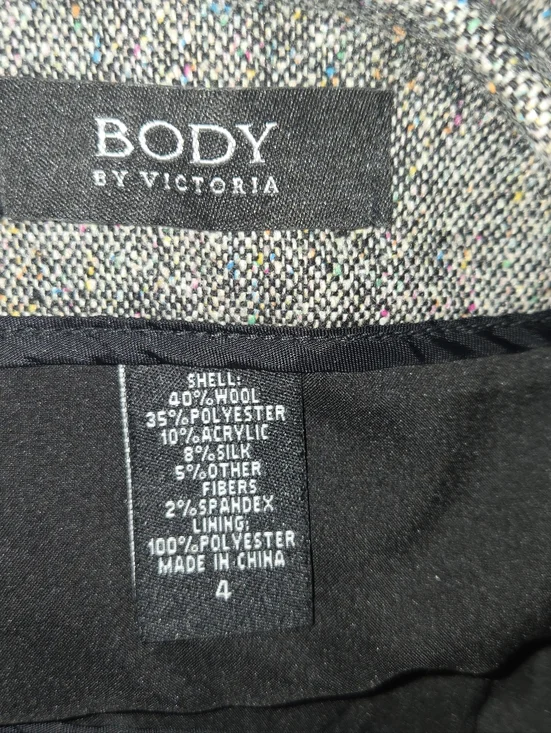 BODY
BY VICTORIA
SHELL:
40%WOOL
35%POLYESTER
10%ACRYLIC
8%SILK
5%OTHER
FIBERS
2%SPANDEX
LINING:
100%POLYESTER
MADE IN CHINA
4